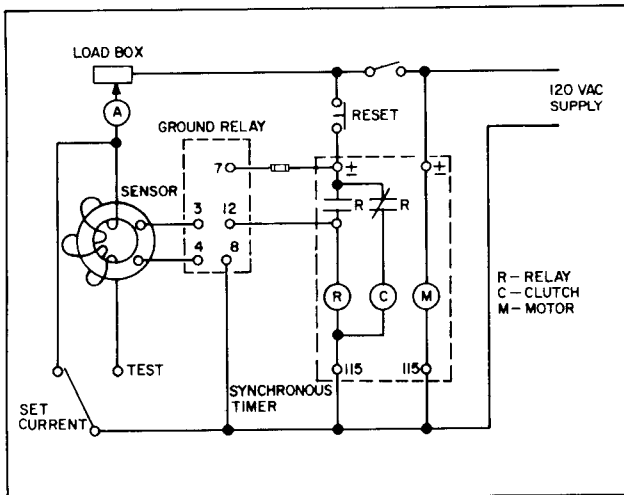 LOAD BOX
A
120 VAC
SUPPLY
RESET
GROUND RELAY
7
±
±
SENSOR
3
12
R
R
4
8
R
C
M
R – RELAY
C – CLUTCH
M – MOTOR
TEST
115
115
SYNCHRONOUS
TIMER
SET
CURRENT